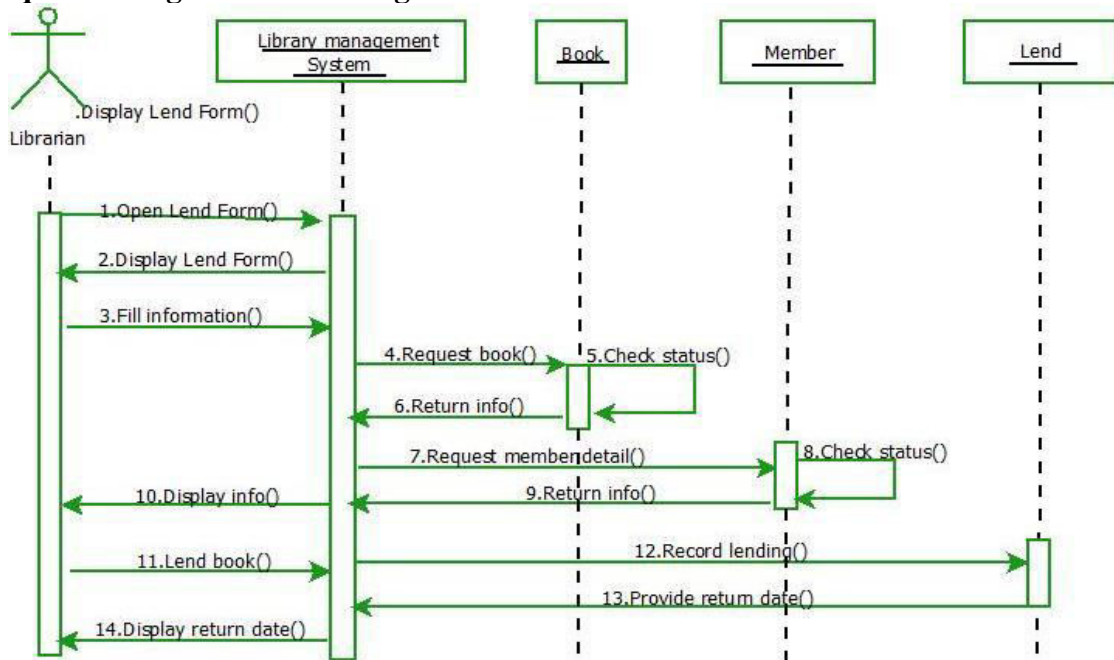 Library management
System
Book
Member
Lend
.Display Lend Form()
Librarian
1.Open Lend Form()
2.Display Lend Form()
3.Fill information()
4.Request book()
5.Check status()
6.Return info()
7.Request member detail()
8.Check status()
9.Return info()
10.Display info()
11.Lend book()
12.Record lending()
13.Provide return date()
14.Display return date()